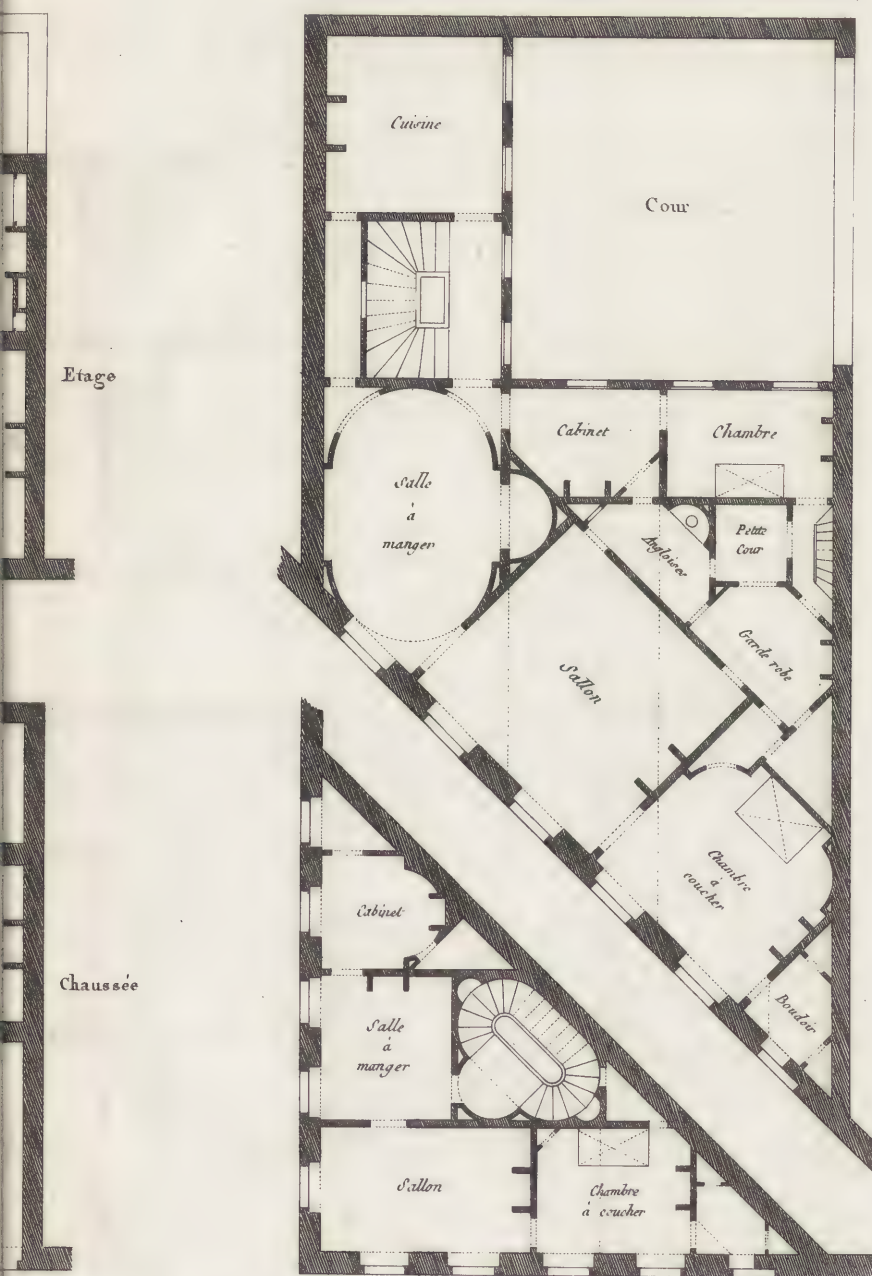 Cuisine
Cour
Etage
Cabinet
Chambre
Salle
à
manger
Angloises
Petite
Cour
Garde robe
Sallon
Chambre
à
coucher
Boudoir
Cabinet
Chaussée
Salle
à
manger
Sallon
Chambre
à coucher